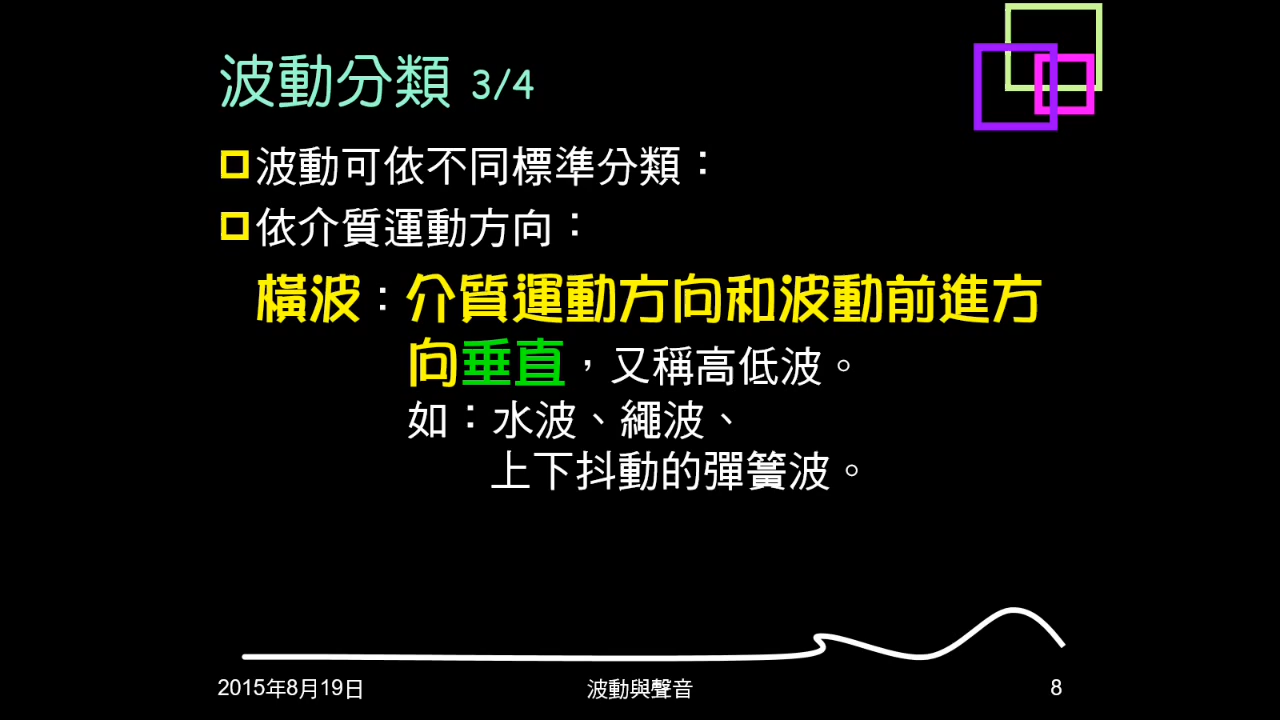 波動分類 3/4
波動可依不同標準分類：
依介質運動方向：
橫波：介質運動方向和波動前進方
向垂直，又稱高低波。
如：水波、繩波、
上下抖動的彈簧波。
2015年8月19日
波動與聲音
8